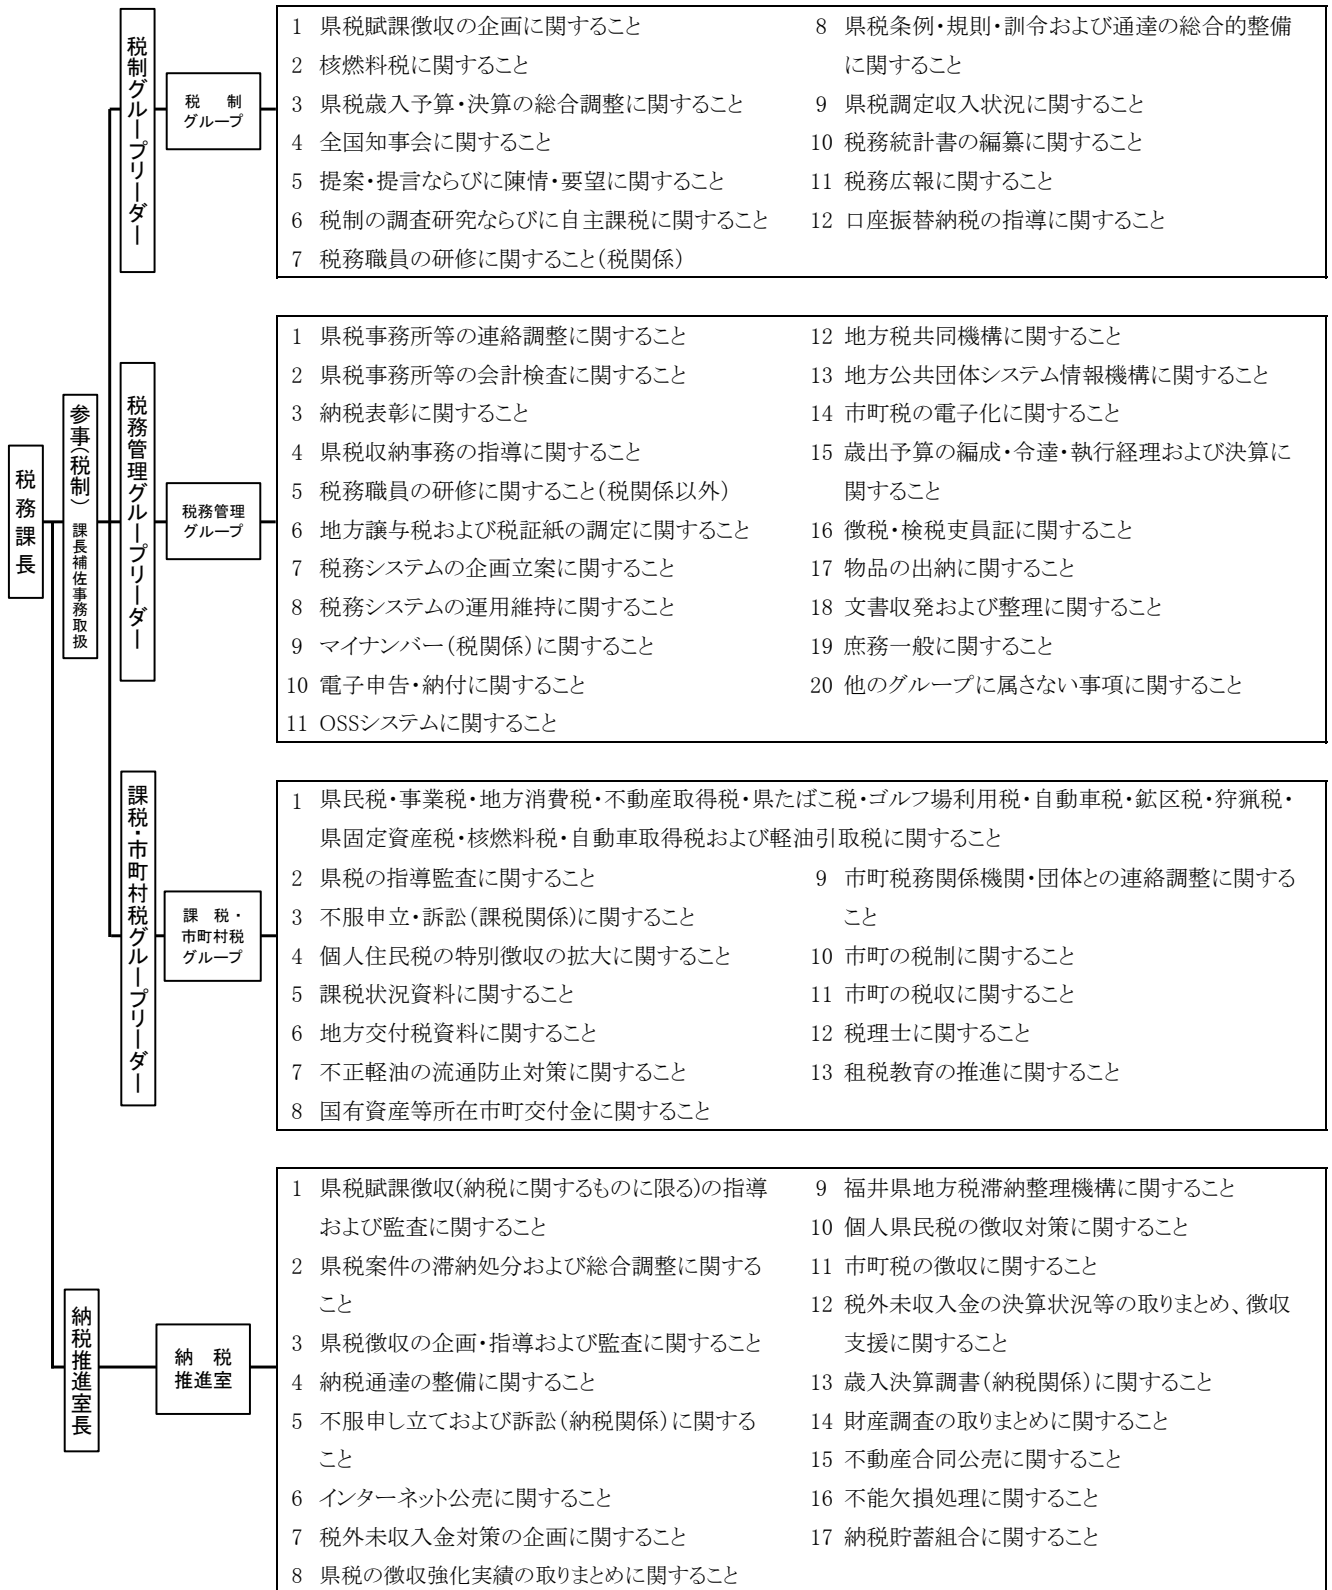 税務課長
参事(税制) 課長補佐事務取扱
税制グループリーダー
税 制
グループ
1 県税賦課徴収の企画に関すること
2 核燃料税に関すること
3 県税歳入予算・決算の総合調整に関すること
4 全国知事会に関すること
5 提案・提言ならびに陳情・要望に関すること
6 税制の調査研究ならびに自主課税に関すること
7 税務職員の研修に関すること(税関係)
8 県税条例・規則・訓令および通達の総合的整備
に関すること
9 県税調定収入状況に関すること
10 税務統計書の編纂に関すること
11 税務広報に関すること
12 口座振替納税の指導に関すること
税務管理グループリーダー
税務管理
グループ
1 県税事務所等の連絡調整に関すること
2 県税事務所等の会計検査に関すること
3 納税表彰に関すること
4 県税収納事務の指導に関すること
5 税務職員の研修に関すること(税関係以外)
6 地方譲与税および税証紙の調定に関すること
7 税務システムの企画立案に関すること
8 税務システムの運用維持に関すること
9 マイナンバー(税関係)に関すること
10 電子申告・納付に関すること
11 OSSシステムに関すること
12 地方税共同機構に関すること
13 地方公共団体システム情報機構に関すること
14 市町税の電子化に関すること
15 歳出予算の編成・令達・執行経理および決算に
関すること
16 徴税・検税吏員証に関すること
17 物品の出納に関すること
18 文書収発および整理に関すること
19 庶務一般に関すること
20 他のグループに属さない事項に関すること
課税・市町村税グループリーダー
課 税・
市町村税
グループ
1 県民税・事業税・地方消費税・不動産取得税・県たばこ税・ゴルフ場利用税・自動車税・鉱区税・狩猟税・
県固定資産税・核燃料税・自動車取得税および軽油引取税に関すること
2 県税の指導監査に関すること
3 不服申立・訴訟(課税関係)に関すること
4 個人住民税の特別徴収の拡大に関すること
5 課税状況資料に関すること
6 地方交付税資料に関すること
7 不正軽油の流通防止対策に関すること
8 国有資産等所在市町交付金に関すること
9 市町税務関係機関・団体との連絡調整に関する
こと
10 市町の税制に関すること
11 市町の税収に関すること
12 税理士に関すること
13 租税教育の推進に関すること
納税推進室長
納 税
推進室
1 県税賦課徴収(納税に関するものに限る)の指導
および監査に関すること
2 県税案件の滞納処分および総合調整に関する
こと
3 県税徴収の企画・指導および監査に関すること
4 納税通達の整備に関すること
5 不服申し立ておよび訴訟(納税関係)に関する
こと
6 インターネット公売に関すること
7 税外未収入金対策の企画に関すること
8 県税の徴収強化実績の取りまとめに関すること
9 福井県地方税滞納整理機構に関すること
10 個人県民税の徴収対策に関すること
11 市町税の徴収に関すること
12 税外未収入金の決算状況等の取りまとめ、徴収
支援に関すること
13 歳入決算調書(納税関係)に関すること
14 財産調査の取りまとめに関すること
15 不動産合同公売に関すること
16 不能欠損処理に関すること
17 納税貯蓄組合に関すること